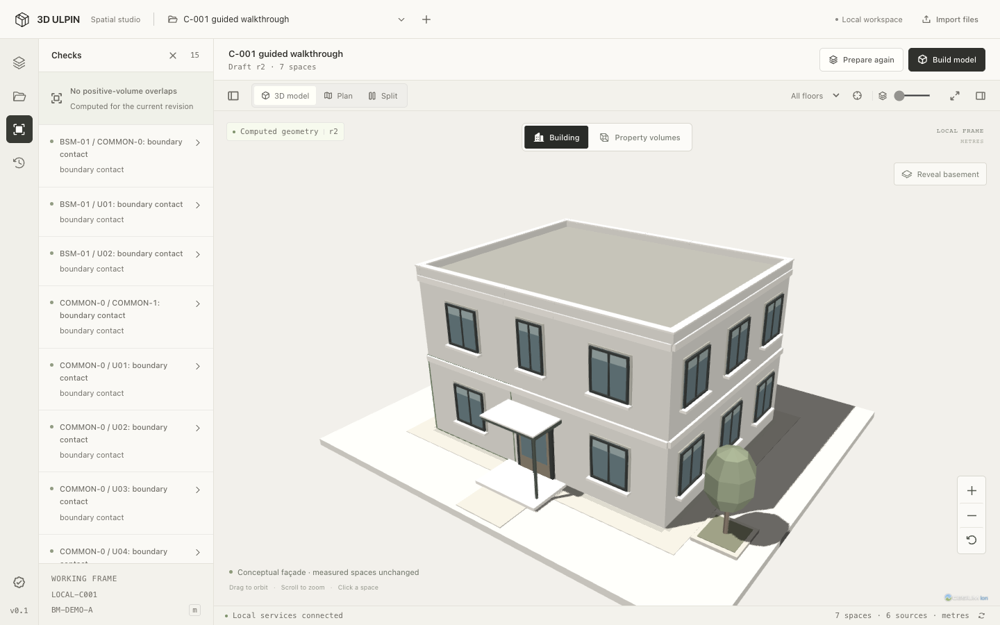 3D ULPIN
Spatial studio
C-001 guided walkthrough
Local workspace
Import files
Checks
15
No positive-volume overlaps
Computed for the current revision
BSM-01 / COMMON-0: boundary
contact
boundary contact
BSM-01 / U01: boundary contact
boundary contact
BSM-01 / U02: boundary contact
boundary contact
COMMON-0 / COMMON-1:
boundary contact
boundary contact
COMMON-0 / U01: boundary
contact
boundary contact
COMMON-0 / U02: boundary
contact
boundary contact
COMMON-0 / U03: boundary
contact
boundary contact
COMMON-0 / U04: boundary
contact
WORKING FRAME
LOCAL-C001
BM-DEMO-A
m
v0.1
C-001 guided walkthrough
Draft r2 · 7 spaces
Prepare again
Build model
3D model
Plan
Split
All floors
Computed geometry | r2
Building
Property volumes
LOCAL FRAME
METRES
Reveal basement
Conceptual façade · measured spaces unchanged
Drag to orbit · Scroll to zoom · Click a space
Local services connected
7 spaces · 6 sources · metres